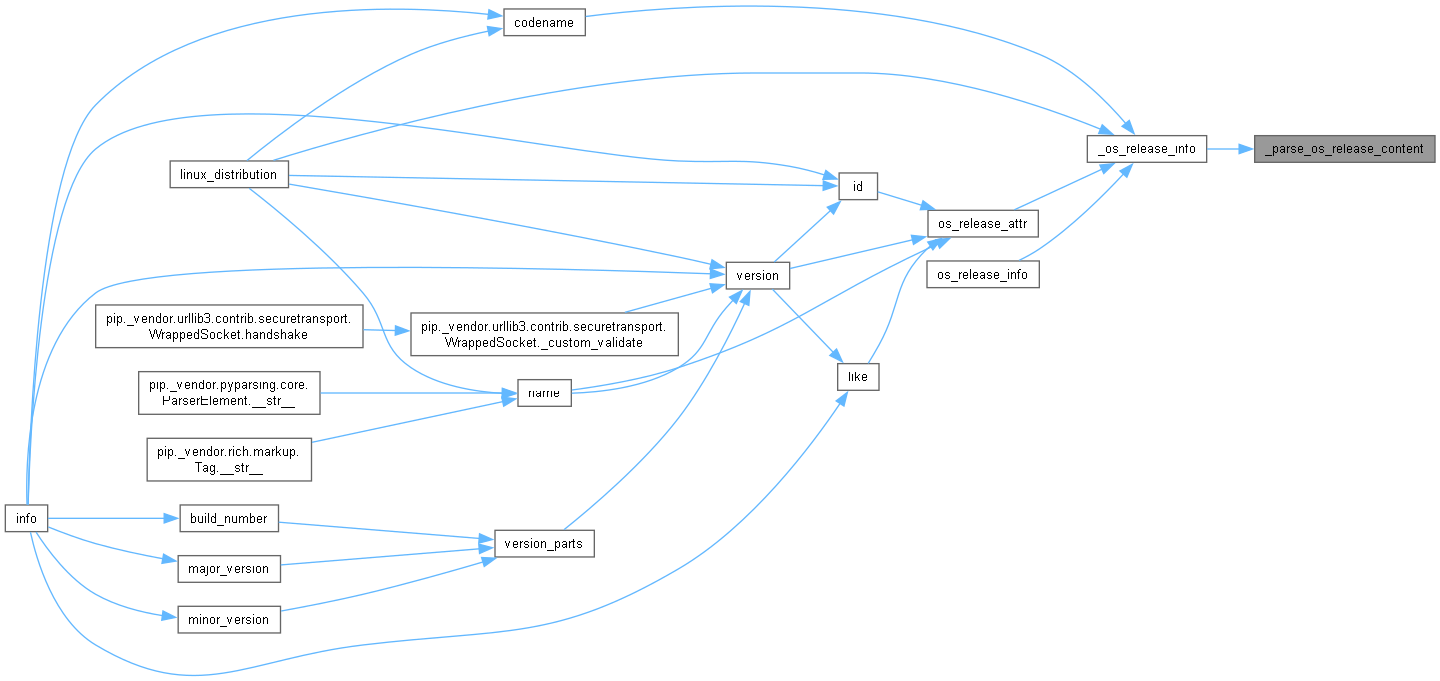 codename
_os_release_info
_parse_os_release_content
linux_distribution
id
os_release_attr
version
os_release_info
pip._vendor.urllib3.contrib.securetransport.
WrappedSocket.handshake
pip._vendor.urllib3.contrib.securetransport.
WrappedSocket._custom_validate
like
pip._vendor.pyparsing.core.
ParserElement.__str__
name
pip._vendor.rich.markup.
Tag.__str__
info
build_number
version_parts
major_version
minor_version